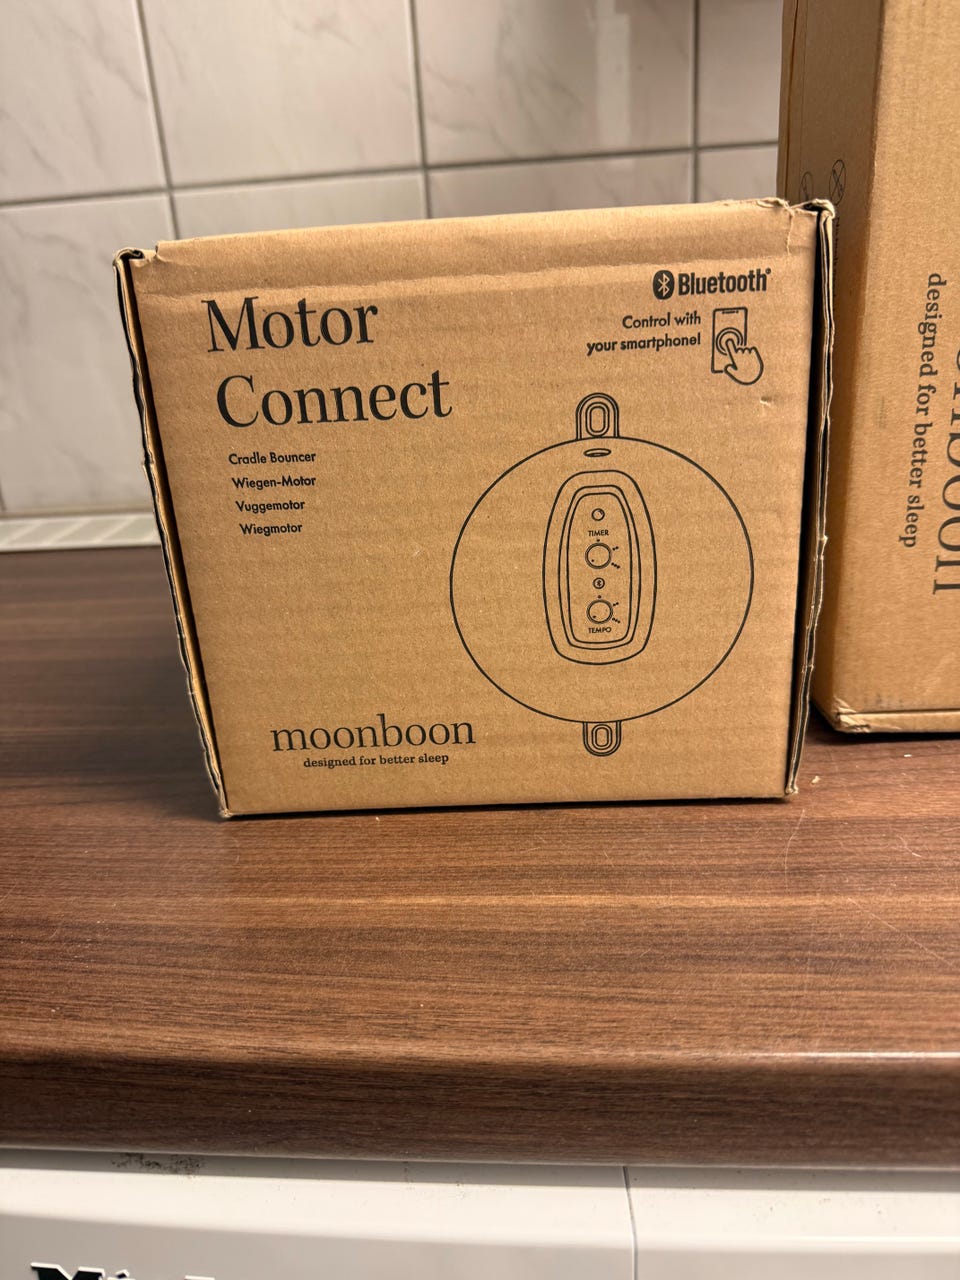 Motor
Connect
Cradle Bouncer
Wiegen-Motor
Vuggemotor
Wiegmotor
Bluetooth®
Control with
your smartphone!
TIMER
TEMPO
moonboon
designed for better sleep
designed for better sleep